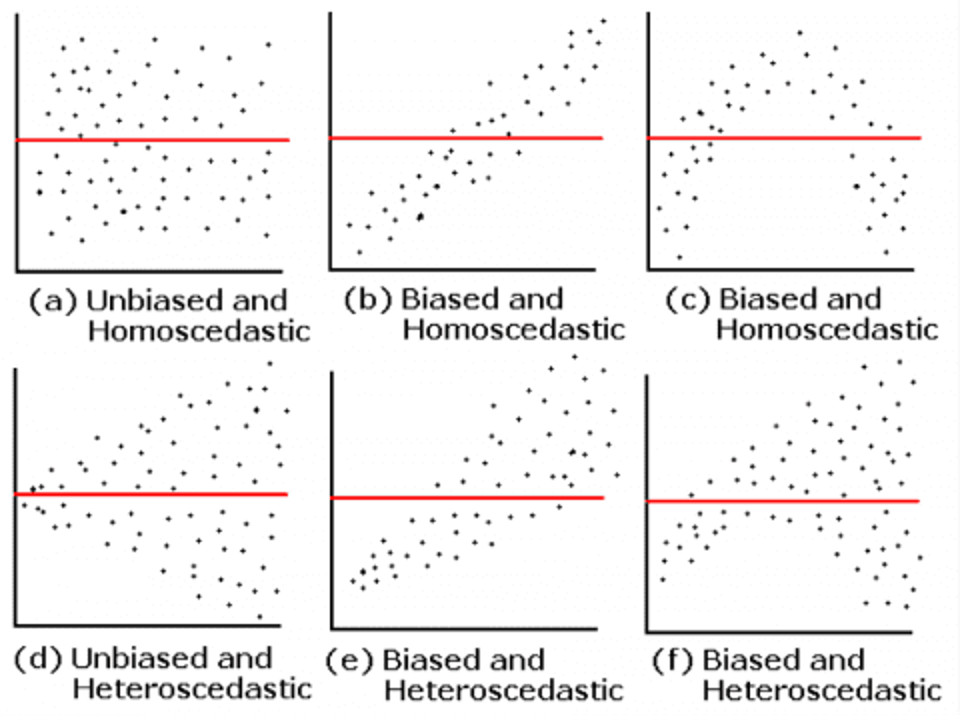 (a) Unbiased and
Homoscedastic
(b) Biased and
Homoscedastic
(c) Biased and
Homoscedastic
(d) Unbiased and
Heteroscedastic
(e) Biased and
Heteroscedastic
(f) Biased and
Heteroscedastic